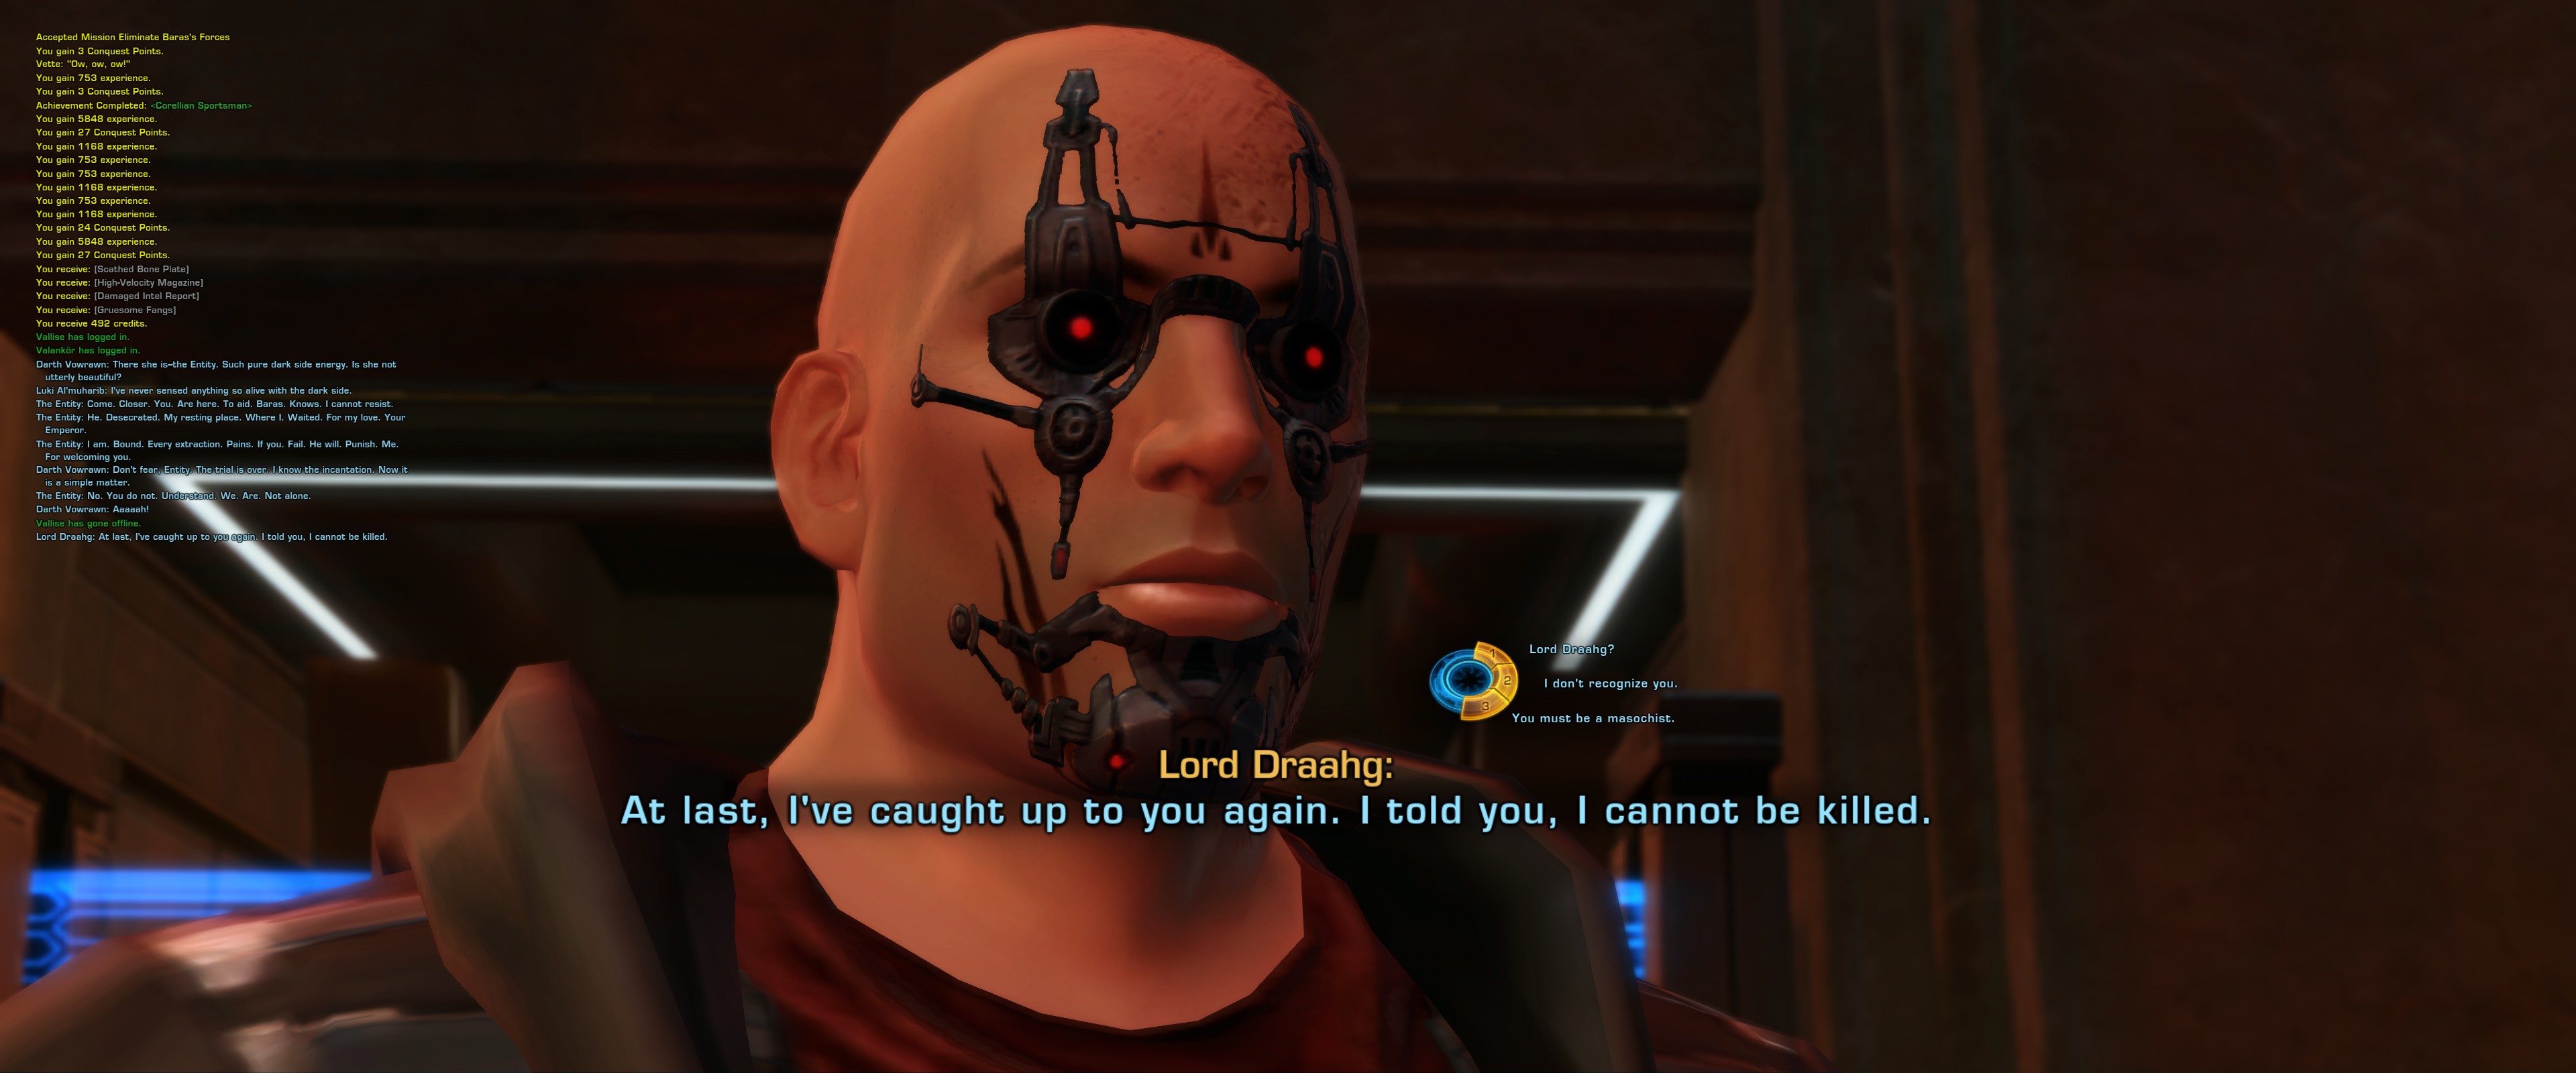 Accepted Mission Eliminate Baras's Forces
You gain 3 Conquest Points.
Vette: "Ow, ow, ow!"
You gain 753 experience.
You gain 3 Conquest Points.
Achievement Completed: <Corellian Sportsman>
You gain 5848 experience.
You gain 27 Conquest Points.
You gain 1168 experience.
You gain 753 experience.
You gain 753 experience.
You gain 1168 experience.
You gain 753 experience.
You gain 1168 experience.
You gain 24 Conquest Points.
You gain 5848 experience.
You gain 27 Conquest Points.
You receive: [Scathed Bone Plate]
You receive: [High-Velocity Magazine]
You receive: [Damaged Intel Report]
You receive: [Gruesome Fangs]
You receive 492 credits.
Vallise has logged in.
Valankör has logged in.
Darth Vowrawn: There she is—the Entity. Such pure dark side energy. Is she not
utterly beautiful?
Luki Al'muharib: I've never sensed anything so alive with the dark side.
The Entity: Come. Closer. You. Are here. To aid. Baras. Knows. I cannot resist.
The Entity: He. Desecrated. My resting place. Where I. Waited. For my love. Your
Emperor.
The Entity: I am. Bound. Every extraction. Pains. If you. Fail. He will. Punish. Me.
For welcoming you.
Darth Vowrawn: Don't fear, Entity. The trial is over. I know the incantation. Now it
is a simple matter.
The Entity: No. You do not. Understand. We. Are. Not alone.
Darth Vowrawn: Aaaaah!
Vallise has gone offline.
Lord Draahg: At last, I've caught up to you again. I told you, I cannot be killed.
1 Lord Draahg?
2 I don't recognize you.
3 You must be a masochist.
Lord Draahg:
At last, I've caught up to you again. I told you, I cannot be killed.